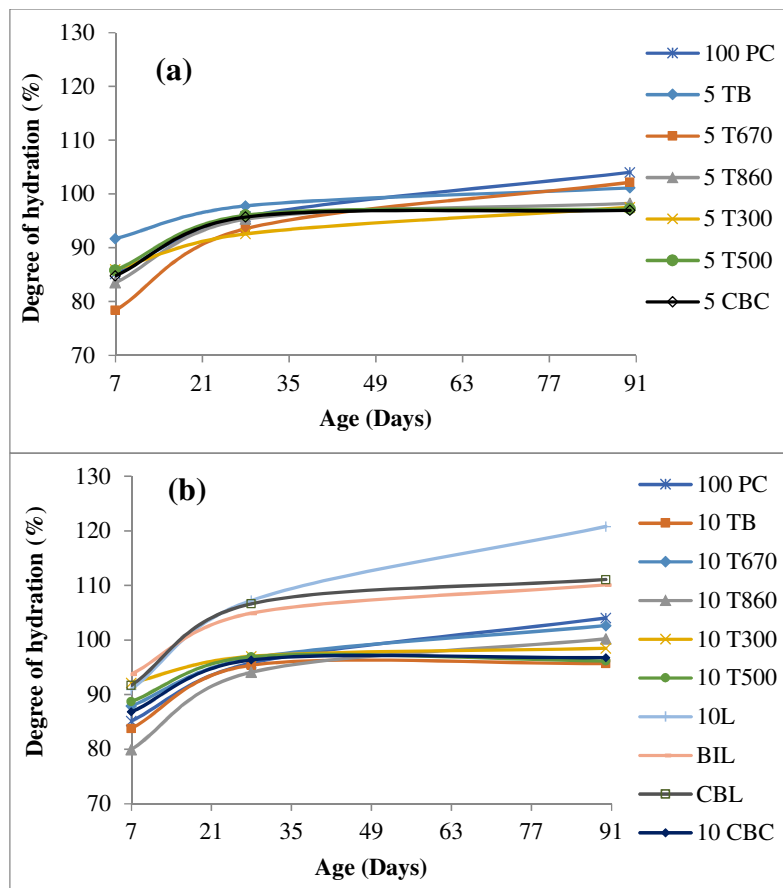 (a)
Degree of hydration (%)
130
120
110
100
90
80
70
7 21 35 49 63 77 91
Age (Days)
100 PC
5 TB
5 T670
5 T860
5 T300
5 T500
5 CBC
(b)
Degree of hydration (%)
130
120
110
100
90
80
70
7 21 35 49 63 77 91
Age (Days)
100 PC
10 TB
10 T670
10 T860
10 T300
10 T500
10L
BIL
CBL
10 CBC